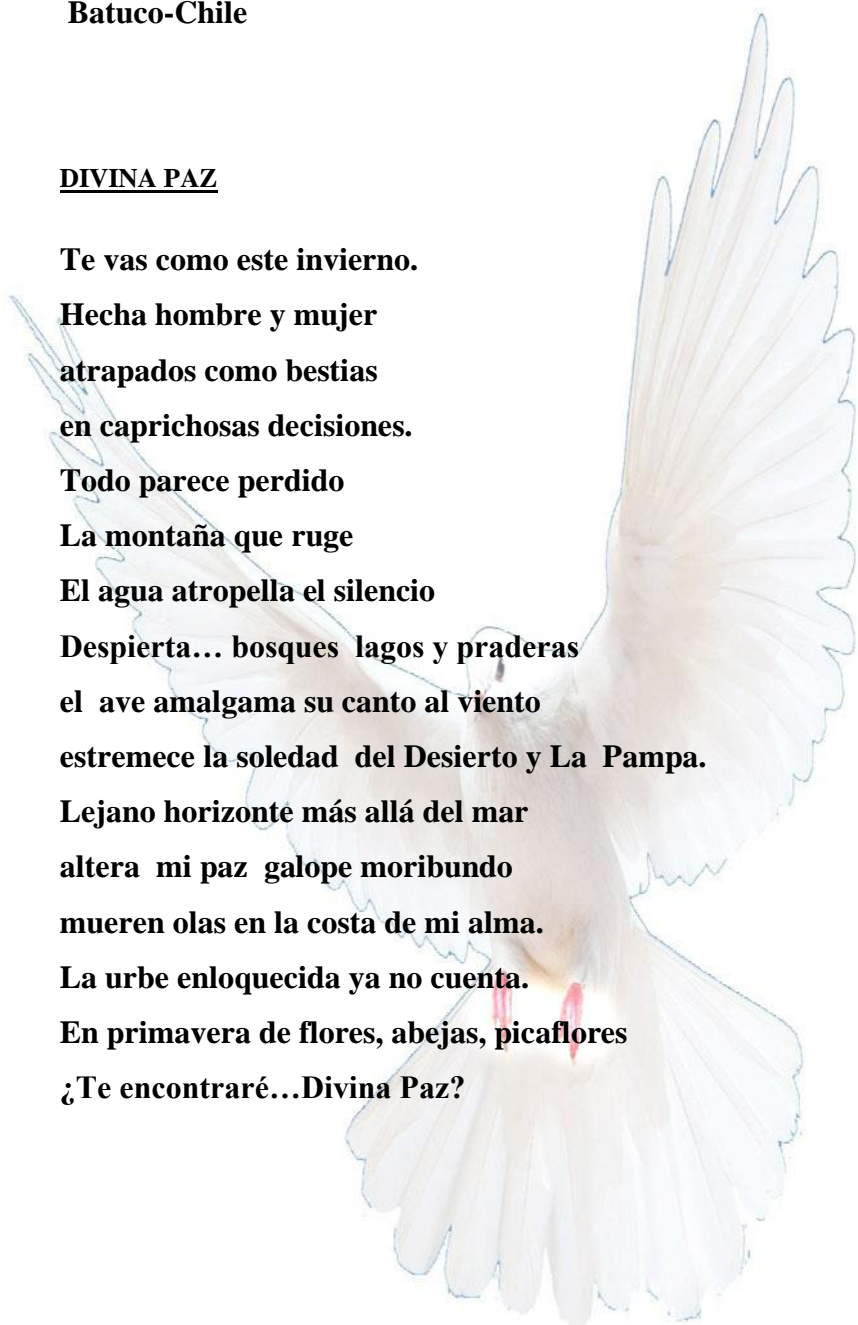 Batuco-Chile
DIVINA PAZ
Te vas como este invierno.
Hecha hombre y mujer
atrapados como bestias
en caprichosas decisiones.
Todo parece perdido
La montaña que ruge
El agua atropella el silencio
Despierta… bosques  lagos y praderas
el  ave amalgama su canto al viento
estremece la soledad  del Desierto y La  Pampa.
Lejano horizonte más allá del mar
altera  mi paz  galope moribundo
mueren olas en la costa de mi alma.
La urbe enloquecida ya no cuenta.
En primavera de flores, abejas, picaflores
¿Te encontraré…Divina Paz?